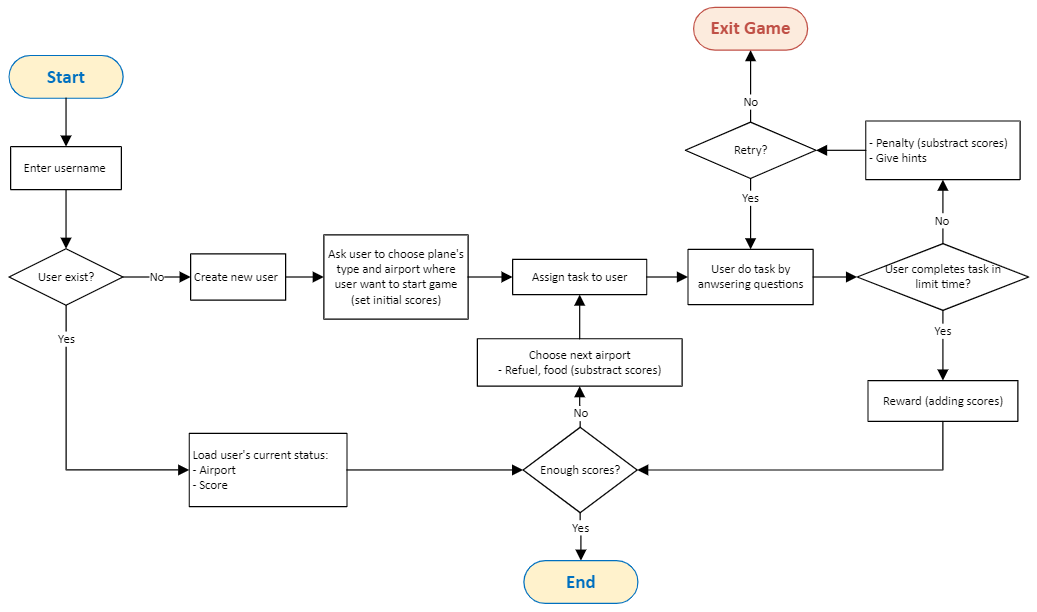 Exit Game
Start
No
Enter username
Retry?
- Penalty (substract scores)
- Give hints
Yes
No
User exist?
No
Create new user
Ask user to choose plane's
type and airport where
user want to start game
(set initial scores)
Assign task to user
User do task by
anwsering questions
User completes task in
limit time?
Yes
Yes
Choose next airport
- Refuel, food (substract scores)
Reward (adding scores)
No
Load user's current status:
- Airport
- Score
Enough scores?
Yes
End